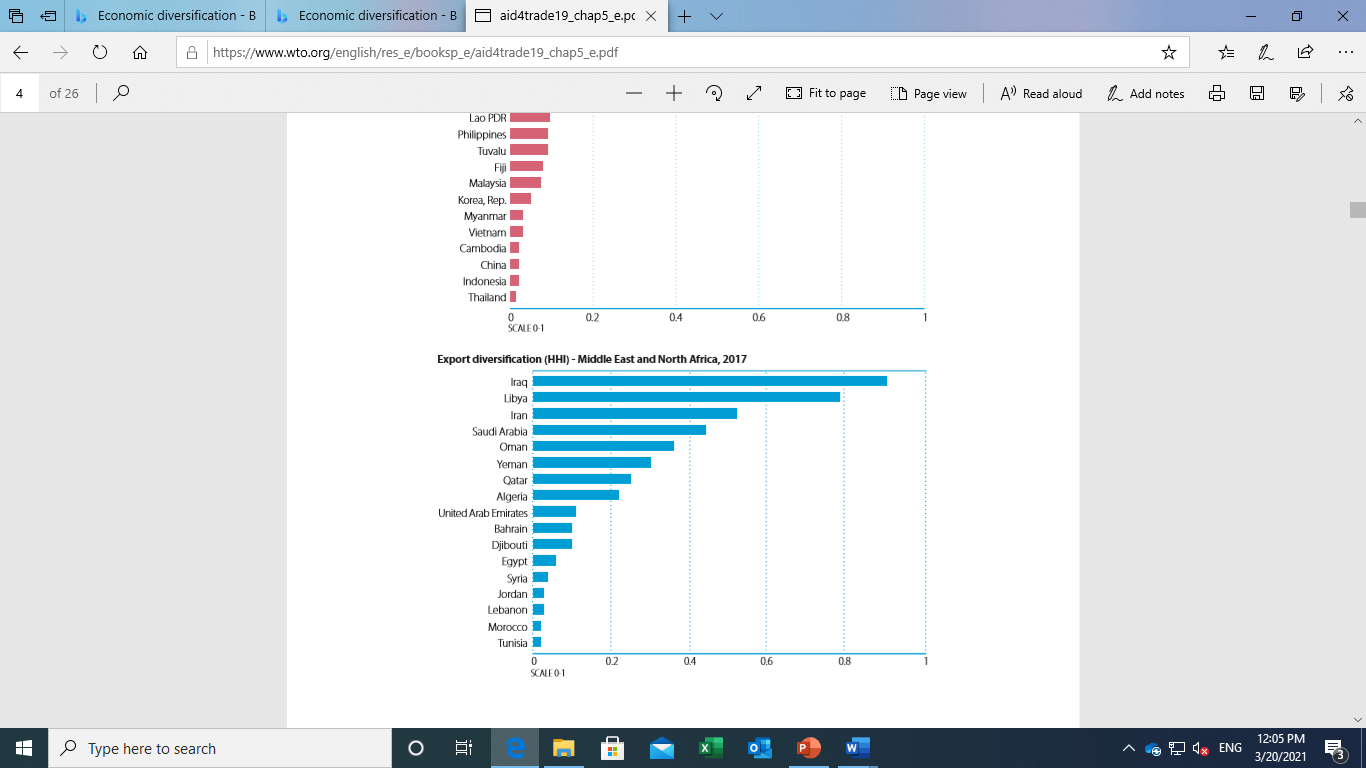 Economic diversification - B
Economic diversification - B
aid4trade19_chap5_e.pd
https://www.wto.org/english/res_e/booksp_e/aid4trade19_chap5_e.pdf
4 of 26
Fit to page
Page view
Read aloud
Add notes
Lao PDR
Philippines
Tuvalu
Fiji
Malaysia
Korea, Rep.
Myanmar
Vietnam
Cambodia
China
Indonesia
Thailand
0 0.2 0.4 0.6 0.8 1
SCALE 0-1
Export diversification (HHI) - Middle East and North Africa, 2017
Iraq
Libya
Iran
Saudi Arabia
Oman
Yeman
Qatar
Algeria
United Arab Emirates
Bahrain
Djibouti
Egypt
Syria
Jordan
Lebanon
Morocco
Tunisia
0 0.2 0.4 0.6 0.8 1
SCALE 0-1
Type here to search
ENG
12:05 PM
3/20/2021
3